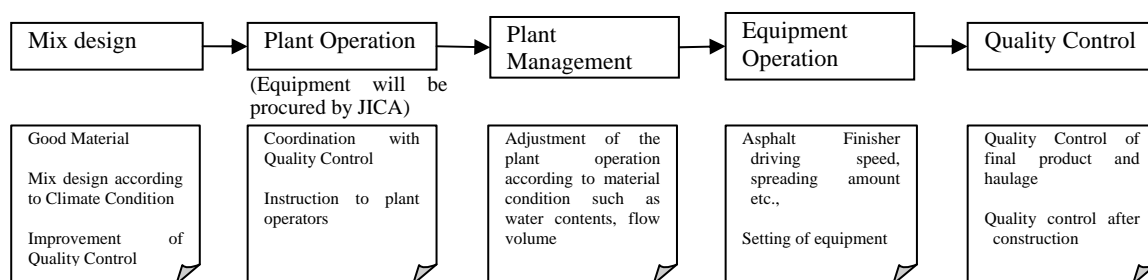 Mix design
Plant Operation
Plant
Management
Equipment
Operation
Quality Control
(Equipment will be
procured by JICA)
Good Material
Mix design according
to Climate Condition
Improvement of
Quality Control
Coordination with
Quality Control
Instruction to plant
operators
Adjustment of the
plant operation
according to material
condition such as
water contents, flow
volume
Asphalt Finisher
driving speed,
spreading amount
etc.,
Setting of equipment
Quality Control of
final product and
haulage
Quality control after
construction